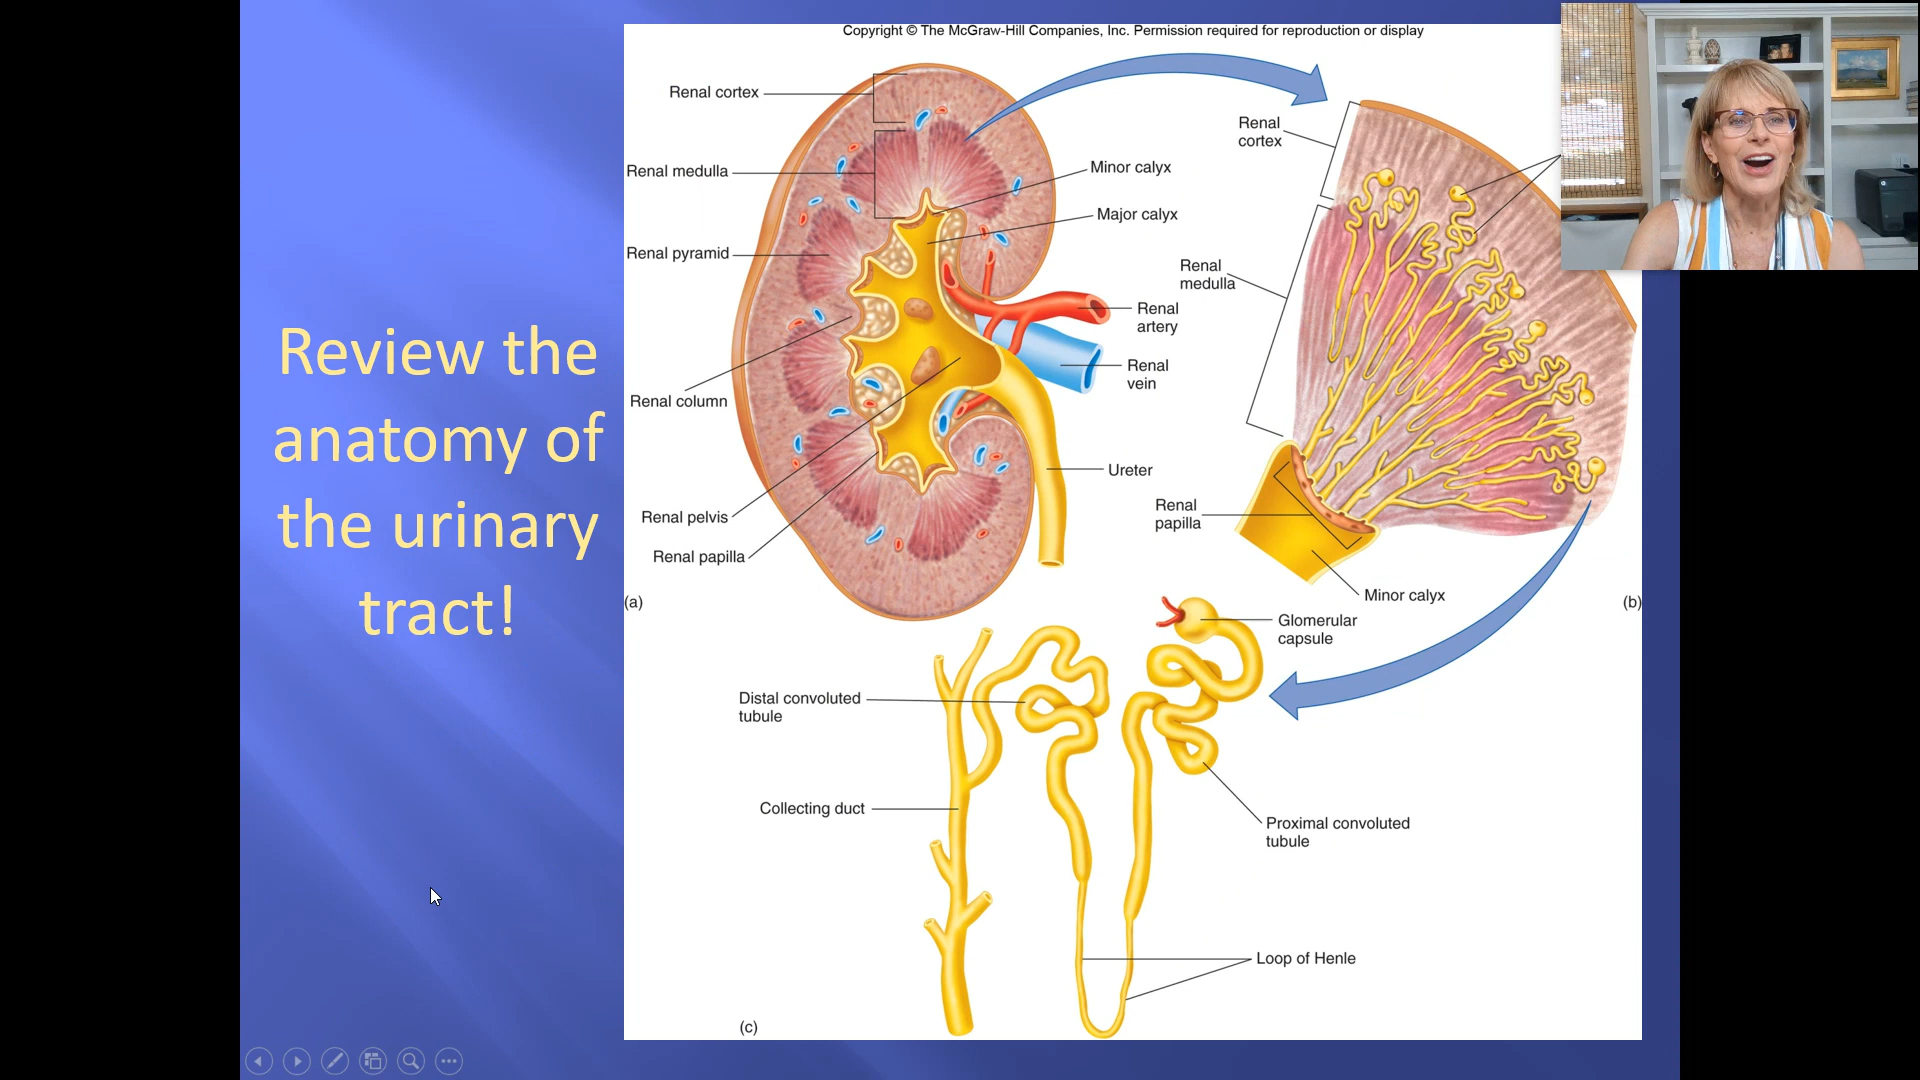 Review the
anatomy of
the urinary
tract!
Copyright © The McGraw-Hill Companies, Inc. Permission required for reproduction or display
Renal cortex
Renal medulla
Renal pyramid
Renal column
Renal pelvis
Renal papilla
Minor calyx
Major calyx
Renal
artery
Renal
vein
Ureter
(a)
Renal
cortex
Renal
medulla
Renal
papilla
Minor calyx
(b)
Glomerular
capsule
Distal convoluted
tubule
Collecting duct
Proximal convoluted
tubule
Loop of Henle
(c)